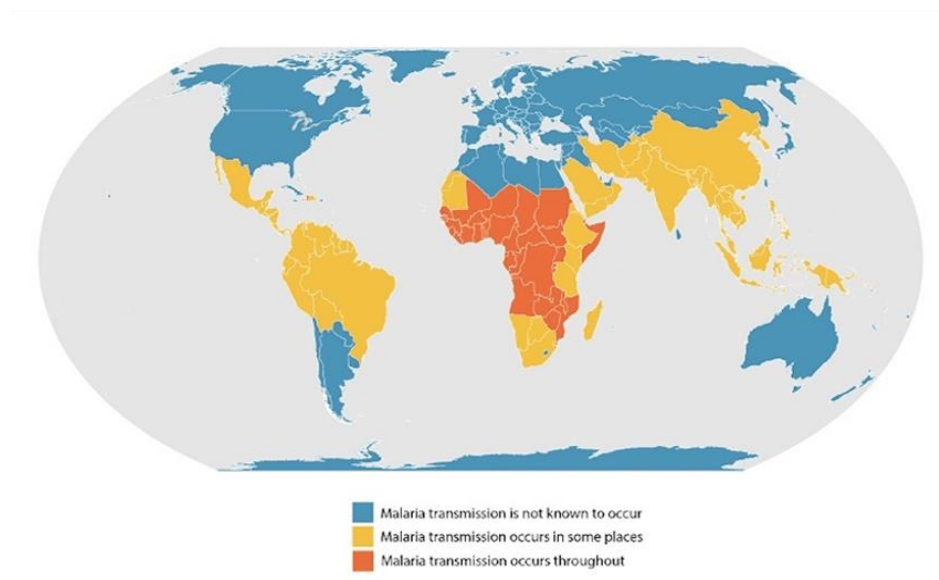 Malaria transmission is not known to occur
Malaria transmission occurs in some places
Malaria transmission occurs throughout